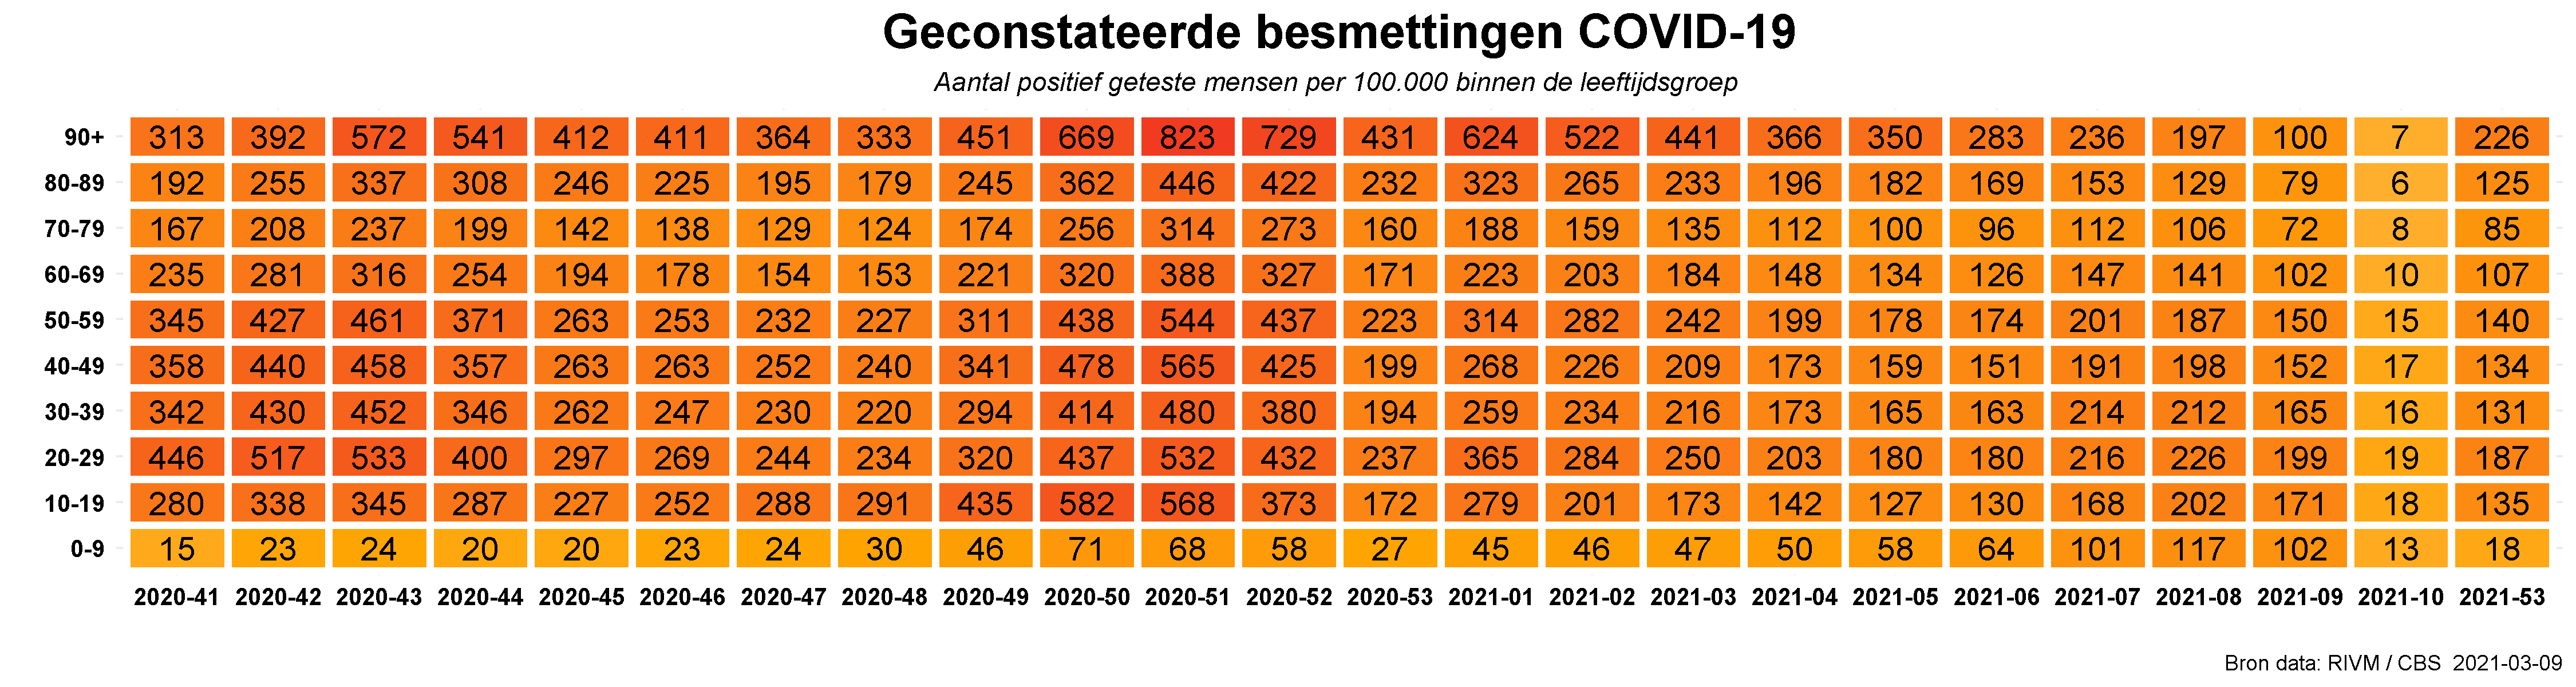 Geconstateerde besmettingen COVID-19
Aantal positief geteste mensen per 100.000 binnen de leeftijdsgroep
90+ 313 392 572 541 412 411 364 333 451 669 823 729 431 624 522 441 366 350 283 236 197 100 7 226
80-89 192 255 337 308 246 225 195 179 245 362 446 422 232 323 265 233 196 182 169 153 129 79 6 125
70-79 167 208 237 199 142 138 129 124 174 256 314 273 160 188 159 135 112 100 96 112 106 72 8 85
60-69 235 281 316 254 194 178 154 153 221 320 388 327 171 223 203 184 148 134 126 147 141 102 10 107
50-59 345 427 461 371 263 253 232 227 311 438 544 437 223 314 282 242 199 178 174 201 187 150 15 140
40-49 358 440 458 357 263 263 252 240 341 478 565 425 199 268 226 209 173 159 151 191 198 152 17 134
30-39 342 430 452 346 262 247 230 220 294 414 480 380 194 259 234 216 173 165 163 214 212 165 16 131
20-29 446 517 533 400 297 269 244 234 320 437 532 432 237 365 284 250 203 180 180 216 226 199 19 187
10-19 280 338 345 287 227 252 288 291 435 582 568 373 172 279 201 173 142 127 130 168 202 171 18 135
0-9 15 23 24 20 20 23 24 30 46 71 68 58 27 45 46 47 50 58 64 101 117 102 13 18
2020-41 2020-42 2020-43 2020-44 2020-45 2020-46 2020-47 2020-48 2020-49 2020-50 2020-51 2020-52 2020-53 2021-01 2021-02 2021-03 2021-04 2021-05 2021-06 2021-07 2021-08 2021-09 2021-10 2021-53
Bron data: RIVM / CBS 2021-03-09